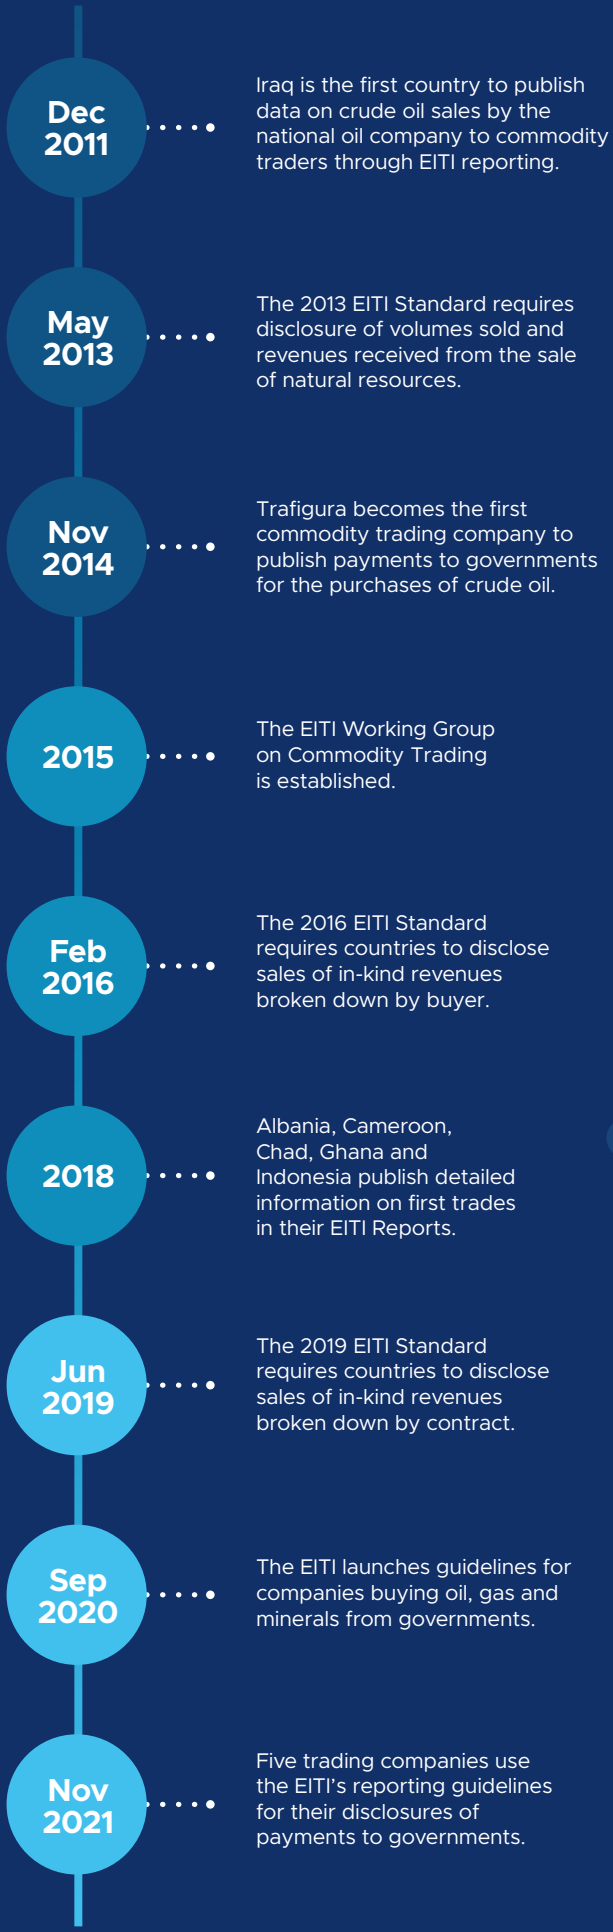 Dec
2011
Iraq is the first country to publish
data on crude oil sales by the
national oil company to commodity
traders through EITI reporting.
May
2013
The 2013 EITI Standard requires
disclosure of volumes sold and
revenues received from the sale
of natural resources.
Nov
2014
Trafigura becomes the first
commodity trading company to
publish payments to governments
for the purchases of crude oil.
2015
The EITI Working Group
on Commodity Trading
is established.
Feb
2016
The 2016 EITI Standard
requires countries to disclose
sales of in-kind revenues
broken down by buyer.
2018
Albania, Cameroon,
Chad, Ghana and
Indonesia publish detailed
information on first trades
in their EITI Reports.
Jun
2019
The 2019 EITI Standard
requires countries to disclose
sales of in-kind revenues
broken down by contract.
Sep
2020
The EITI launches guidelines for
companies buying oil, gas and
minerals from governments.
Nov
2021
Five trading companies use
the EITI’s reporting guidelines
for their disclosures of
payments to governments.